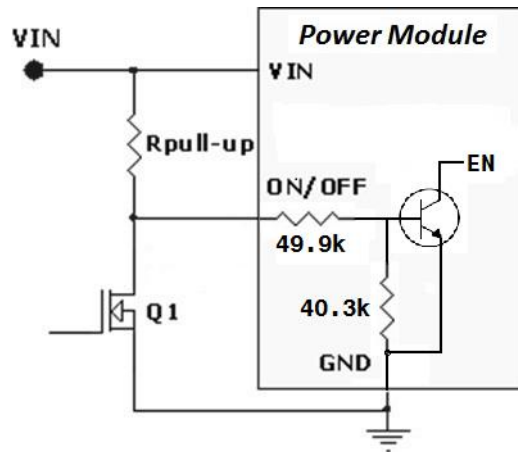 Power Module
VIN
VIN
Rpull-up
ON/OFF
EN
49.9k
40.3k
Q1
GND